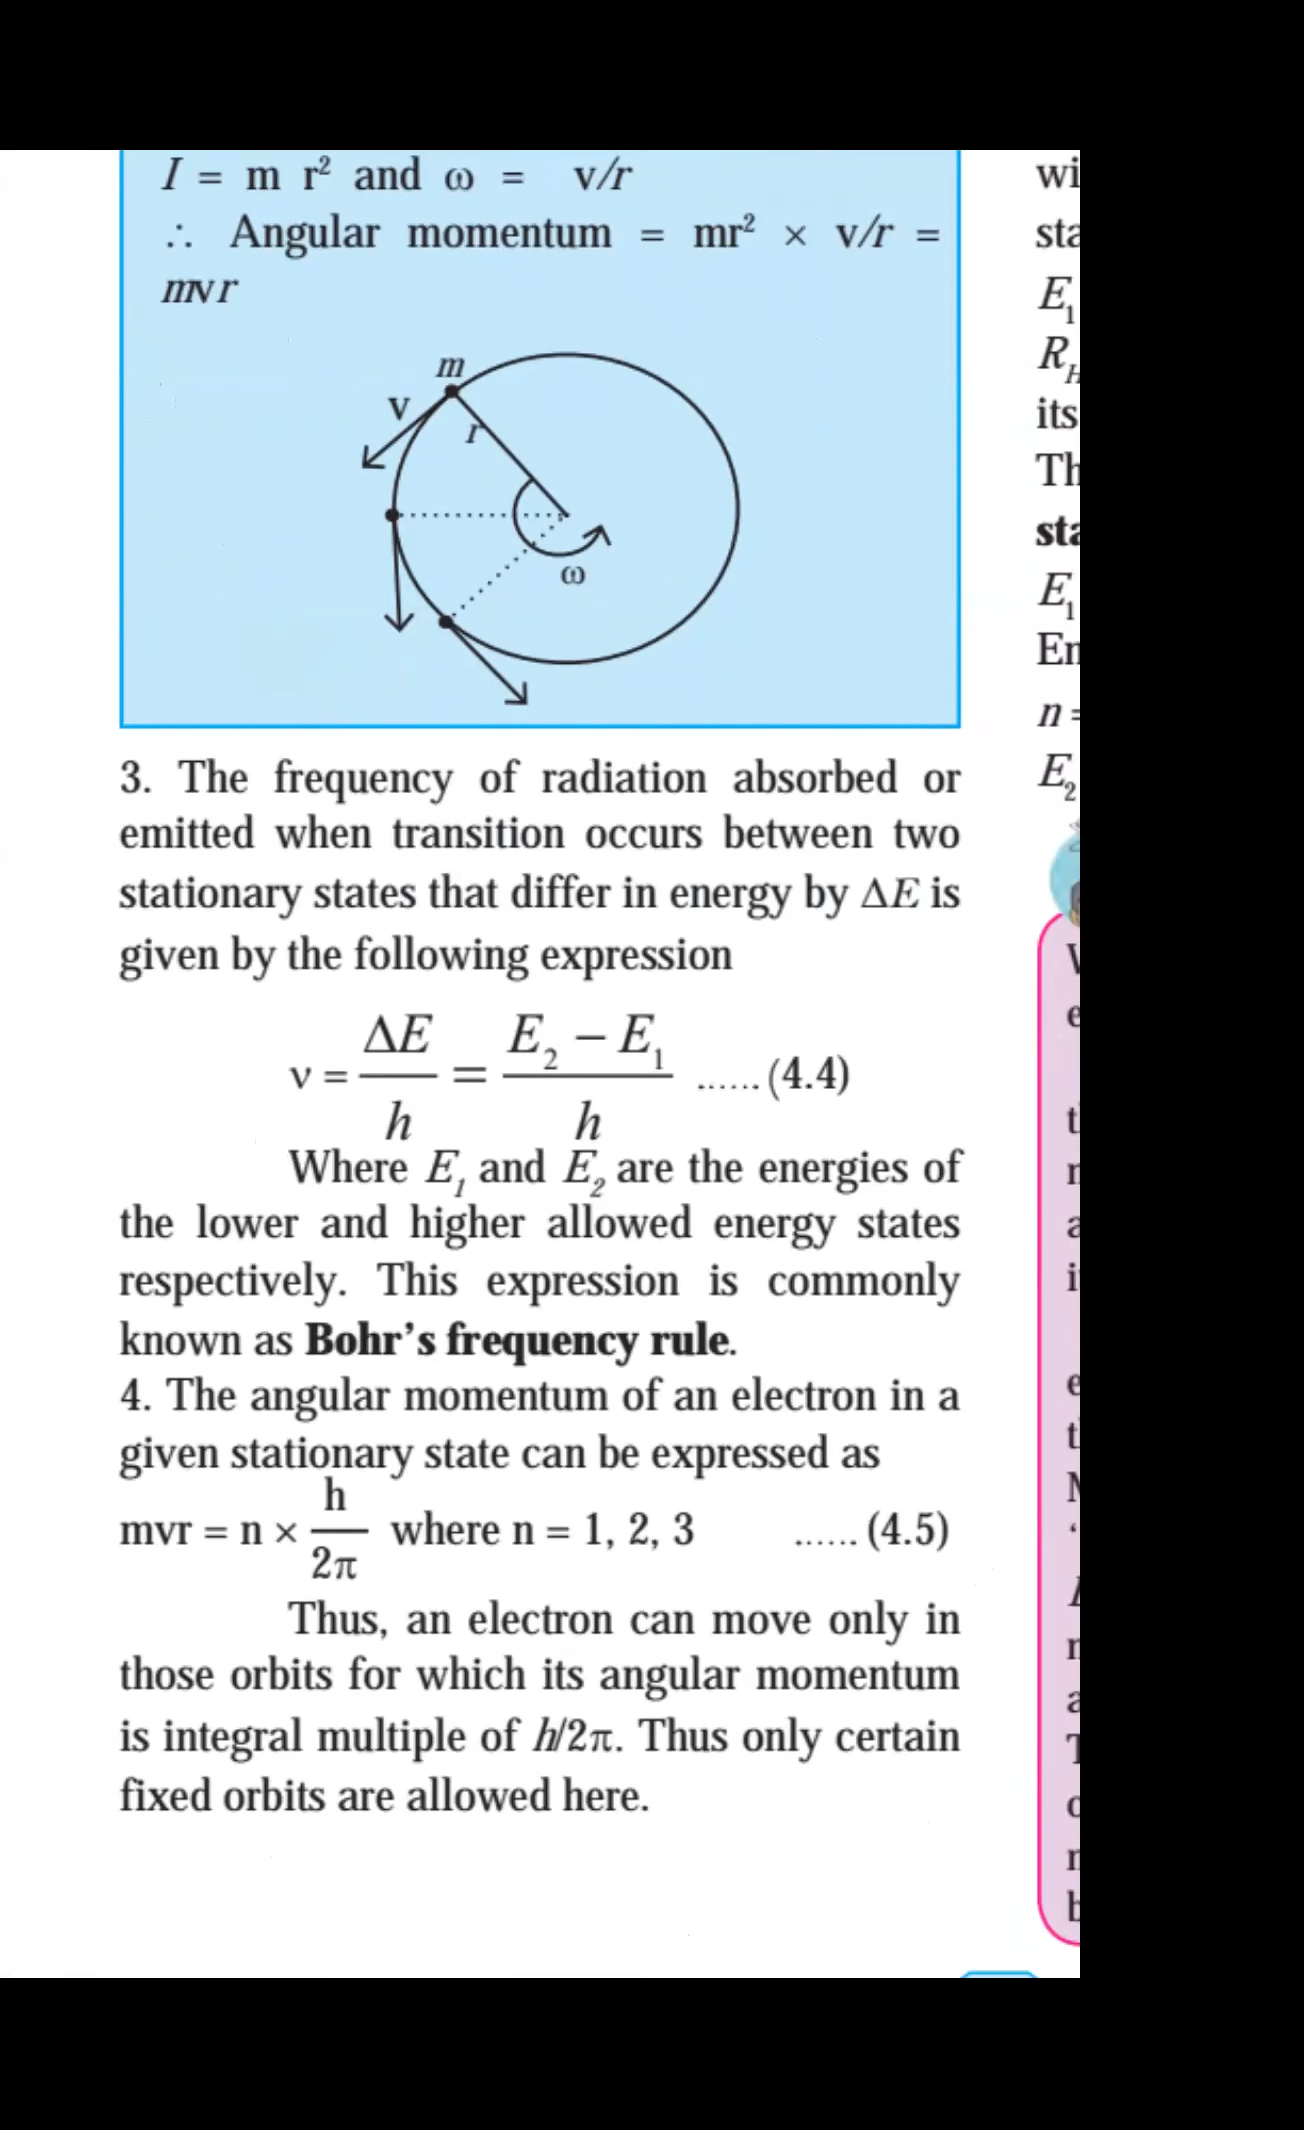 I = m r² and ω = v/r
∴ Angular momentum = mr² × v/r =
mvr
m
v
r
ω
3. The frequency of radiation absorbed or
emitted when transition occurs between two
stationary states that differ in energy by ΔE is
given by the following expression
ν = ΔE/h = E₂ − E₁/h ......(4.4)
Where E₁ and E₂ are the energies of
the lower and higher allowed energy states
respectively. This expression is commonly
known as Bohr's frequency rule.
4. The angular momentum of an electron in a
given stationary state can be expressed as
mvr = n × h/2π where n = 1, 2, 3 ...... (4.5)
Thus, an electron can move only in
those orbits for which its angular momentum
is integral multiple of h/2π. Thus only certain
fixed orbits are allowed here.
E₁
its
E₁
n =
E₂